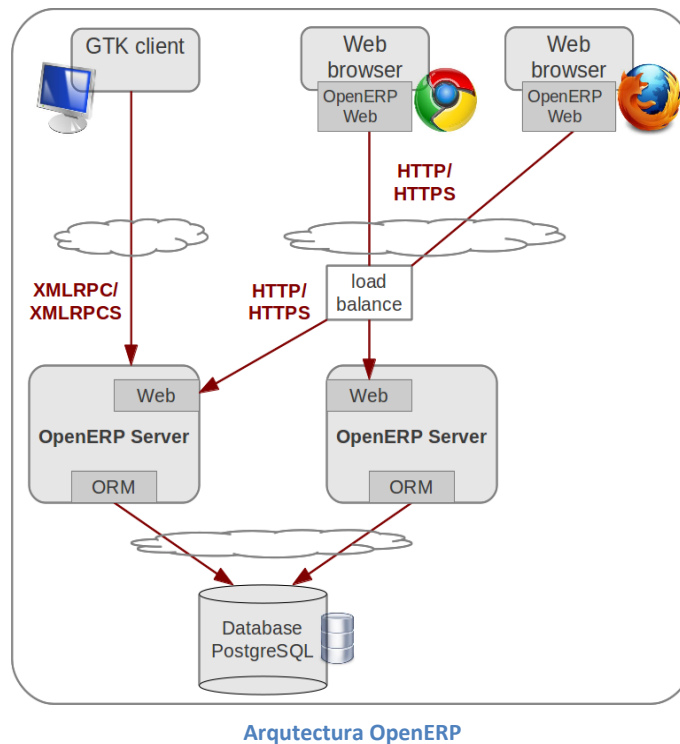 GTK client
Web
browser
OpenERP
Web
Web
browser
OpenERP
Web
HTTP/
HTTPS
XMLRPC/
XMLRPCS
HTTP/
HTTPS
load
balance
Web
OpenERP Server
ORM
Web
OpenERP Server
ORM
Database
PostgreSQL
Arqutectura OpenERP